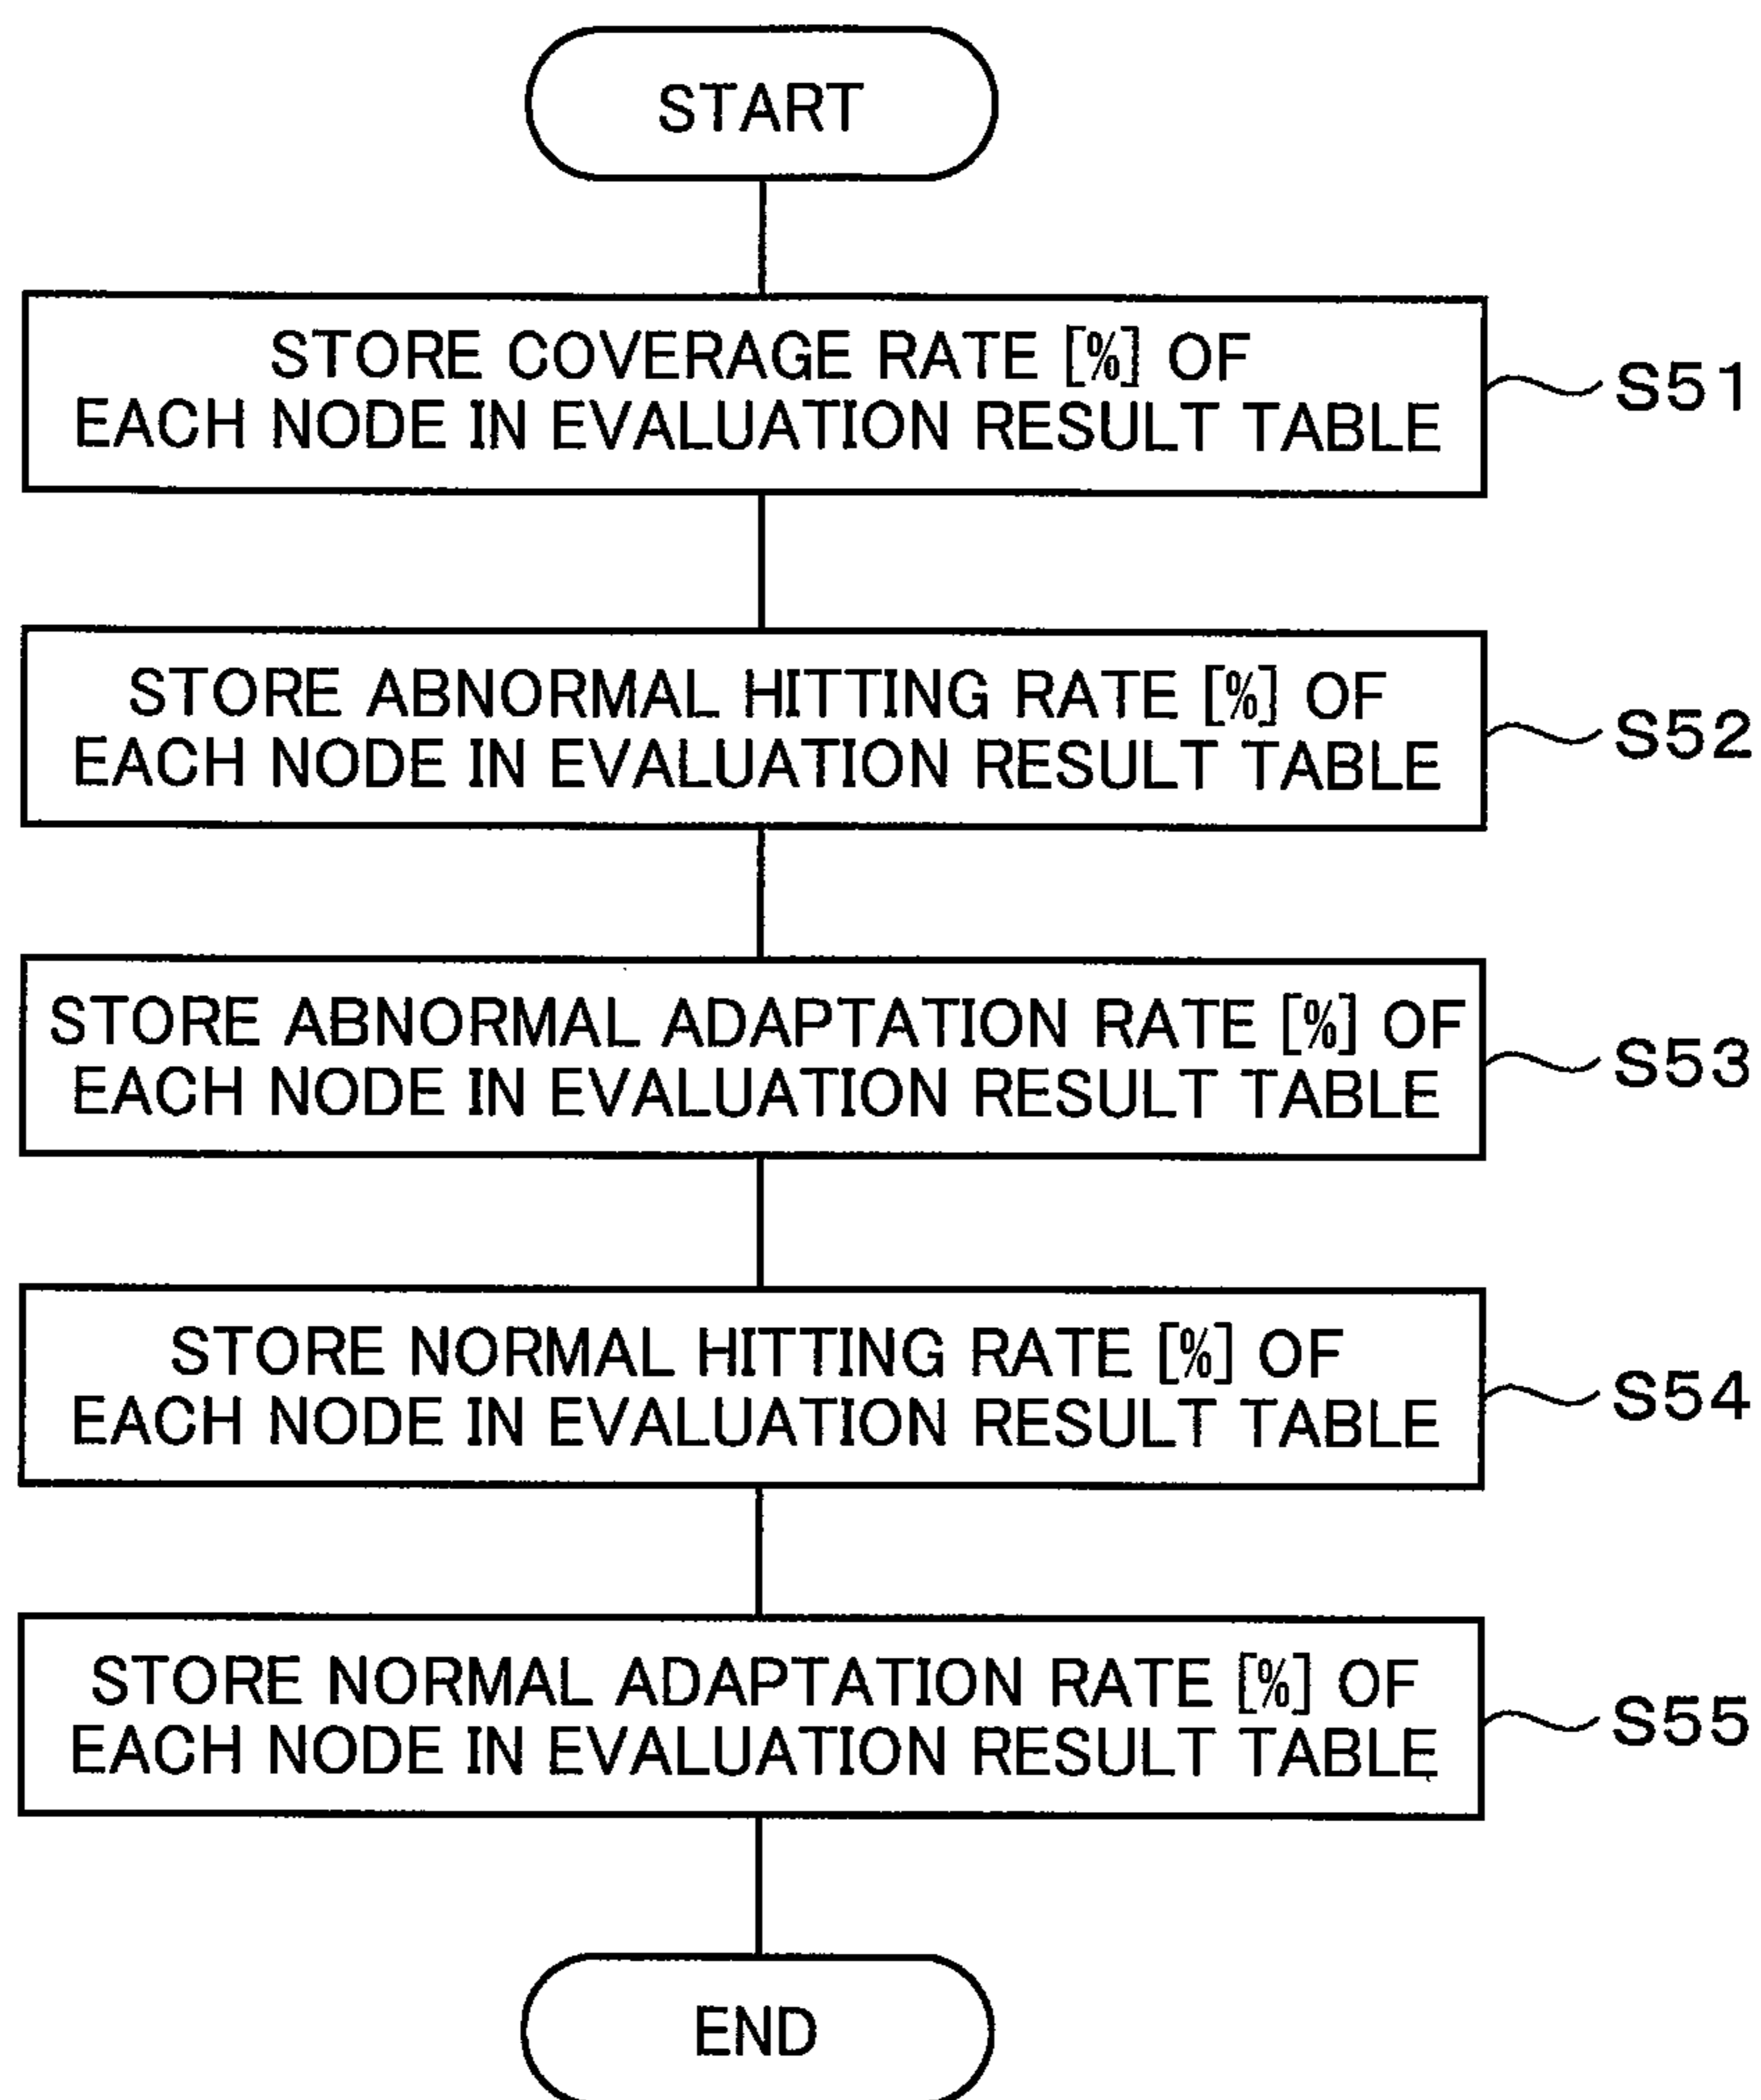 START
STORE COVERAGE RATE [%] OF
EACH NODE IN EVALUATION RESULT TABLE
S51
STORE ABNORMAL HITTING RATE [%] OF
EACH NODE IN EVALUATION RESULT TABLE
S52
STORE ABNORMAL ADAPTATION RATE [%] OF
EACH NODE IN EVALUATION RESULT TABLE
S53
STORE NORMAL HITTING RATE [%] OF
EACH NODE IN EVALUATION RESULT TABLE
S54
STORE NORMAL ADAPTATION RATE [%] OF
EACH NODE IN EVALUATION RESULT TABLE
S55
END